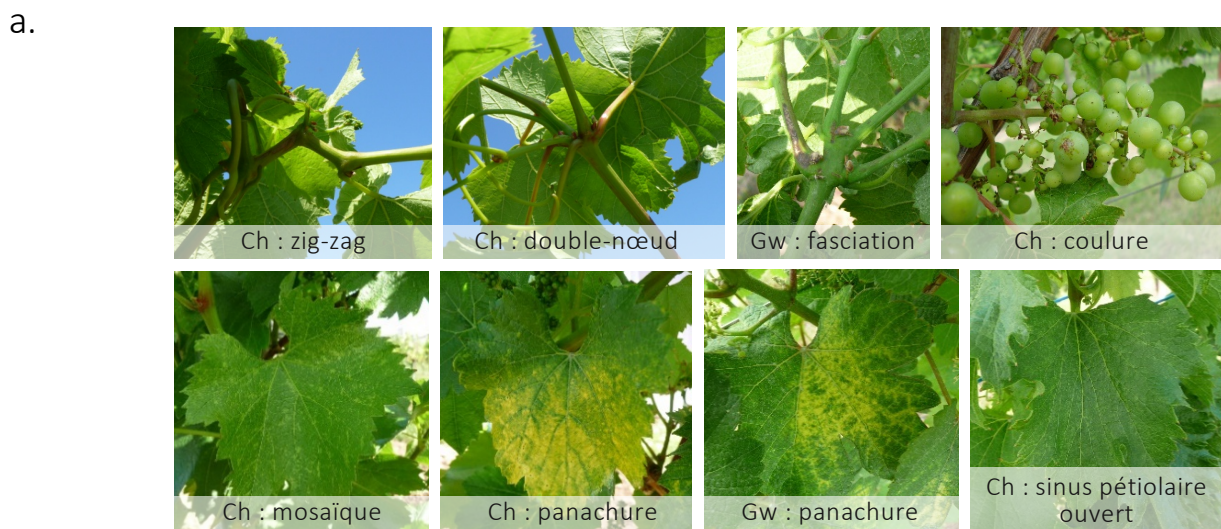 a.
Ch : zig-zag
Ch : double-nœud
Gw : fasciation
Ch : coulure
Ch : mosaïque
Ch : panachure
Gw : panachure
Ch : sinus pétiolaire
ouvert